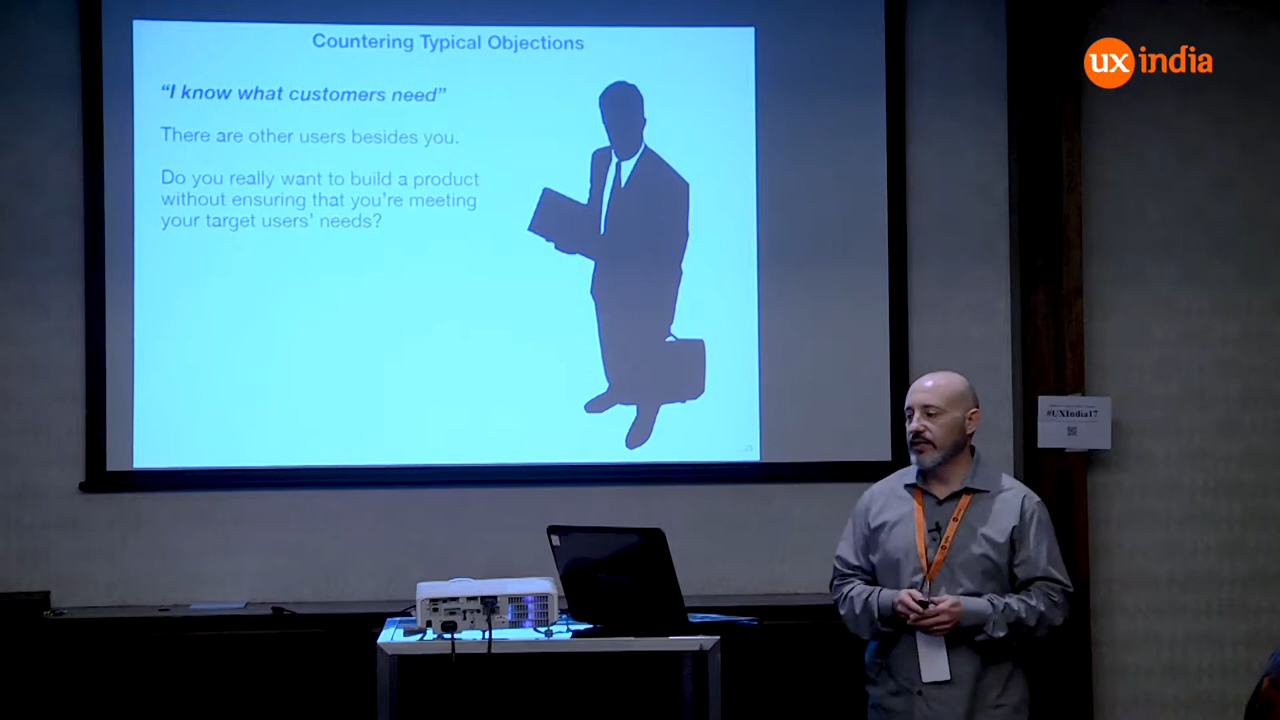 Countering Typical Objections
“I know what customers need”
There are other users besides you.
Do you really want to build a product
without ensuring that you’re meeting
your target users’ needs?
ux india
#UXIndia17